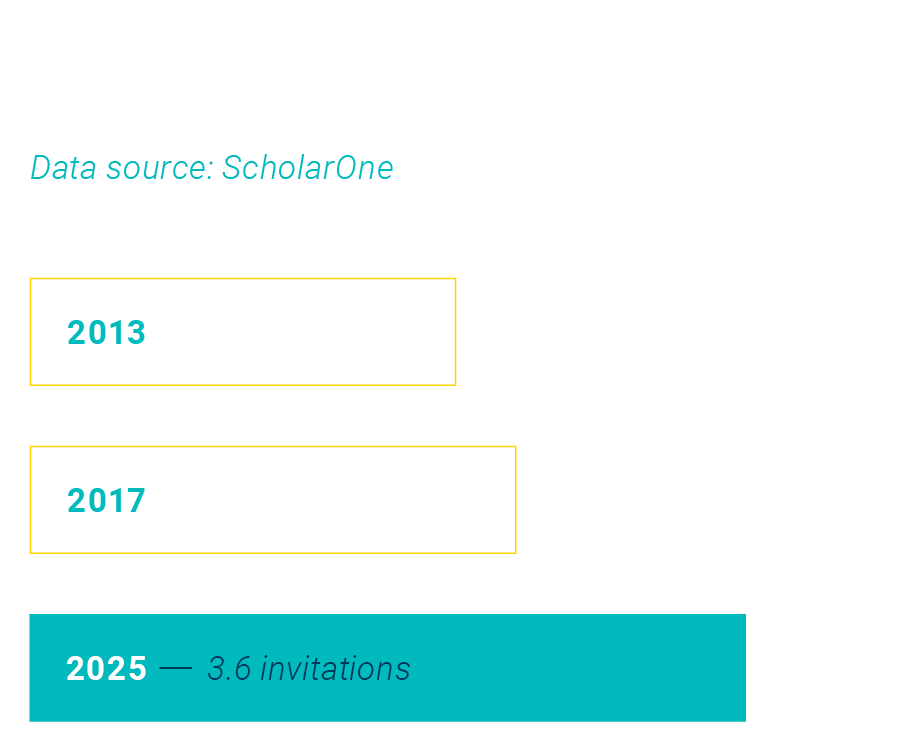 Data source: ScholarOne
2013
2017
2025 — 3.6 invitations